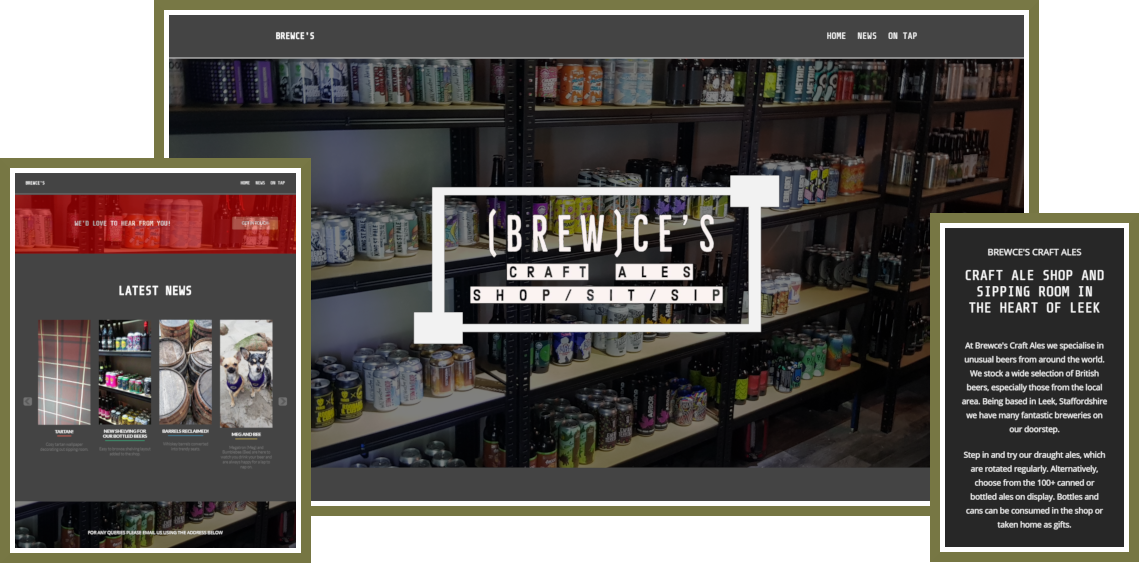 BREWCE'S
HOME NEWS ON TAP
(BREW)CE'S
CRAFT ALES
SHOP/SIT/SIP
BREWCE'S
HOME NEWS ON TAP
WE'D LOVE TO HEAR FROM YOU!
LATEST NEWS
TARTAN!
NEW SHELVING FOR
OUR BOTTLED BEERS
BARRELS RECLAIMED!
MEG AND BEE
FOR ANY QUERIES PLEASE EMAIL US USING THE ADDRESS BELOW
BREWCE'S CRAFT ALES
CRAFT ALE SHOP AND
SIPPING ROOM IN
THE HEART OF LEEK
At Brewce's Craft Ales we specialise in
unusual beers from around the world.
We stock a wide selection of British
beers, especially those from the local
area. Being based in Leek, Staffordshire
we have many fantastic breweries on
our doorstep.
Step in and try our draught ales, which
are rotated regularly. Alternatively,
choose from the 100+ canned or
bottled ales on display. Bottles and
cans can be consumed in the shop or
taken home as gifts.